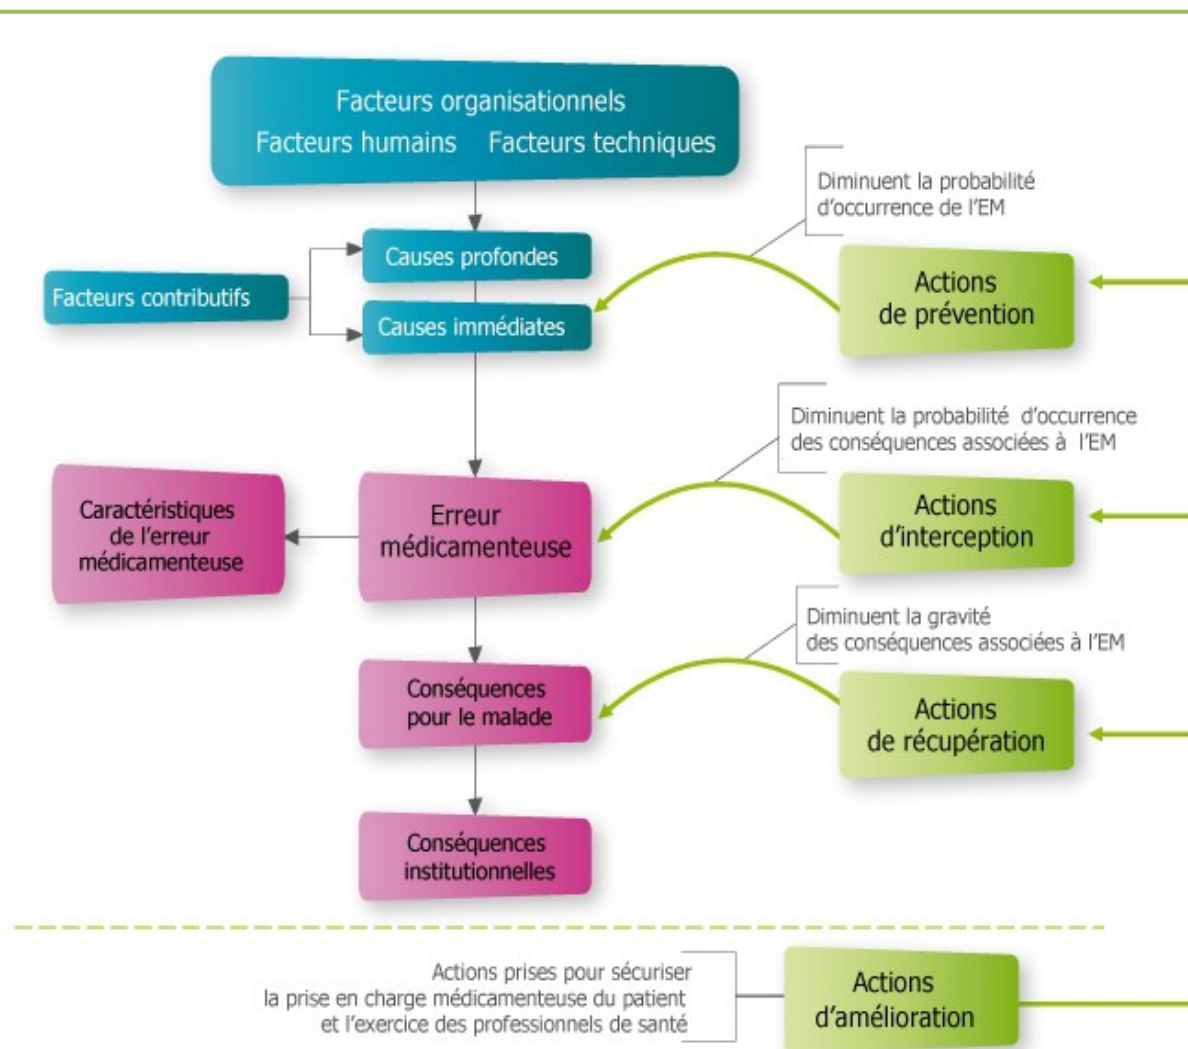 Facteurs organisationnels
Facteurs humains Facteurs techniques
Diminuent la probabilité
d'occurrence de l'EM
Causes profondes
Facteurs contributifs
Causes immédiates
Actions
de prévention
Diminuent la probabilité d'occurrence
des conséquences associées à l'EM
Caractéristiques
de l'erreur
médicamenteuse
Erreur
médicamenteuse
Actions
d'interception
Diminuent la gravité
des conséquences associées à l'EM
Conséquences
pour le malade
Actions
de récupération
Conséquences
institutionnelles
Actions prises pour sécuriser
la prise en charge médicamenteuse du patient
et l'exercice des professionnels de santé
Actions
d'amélioration